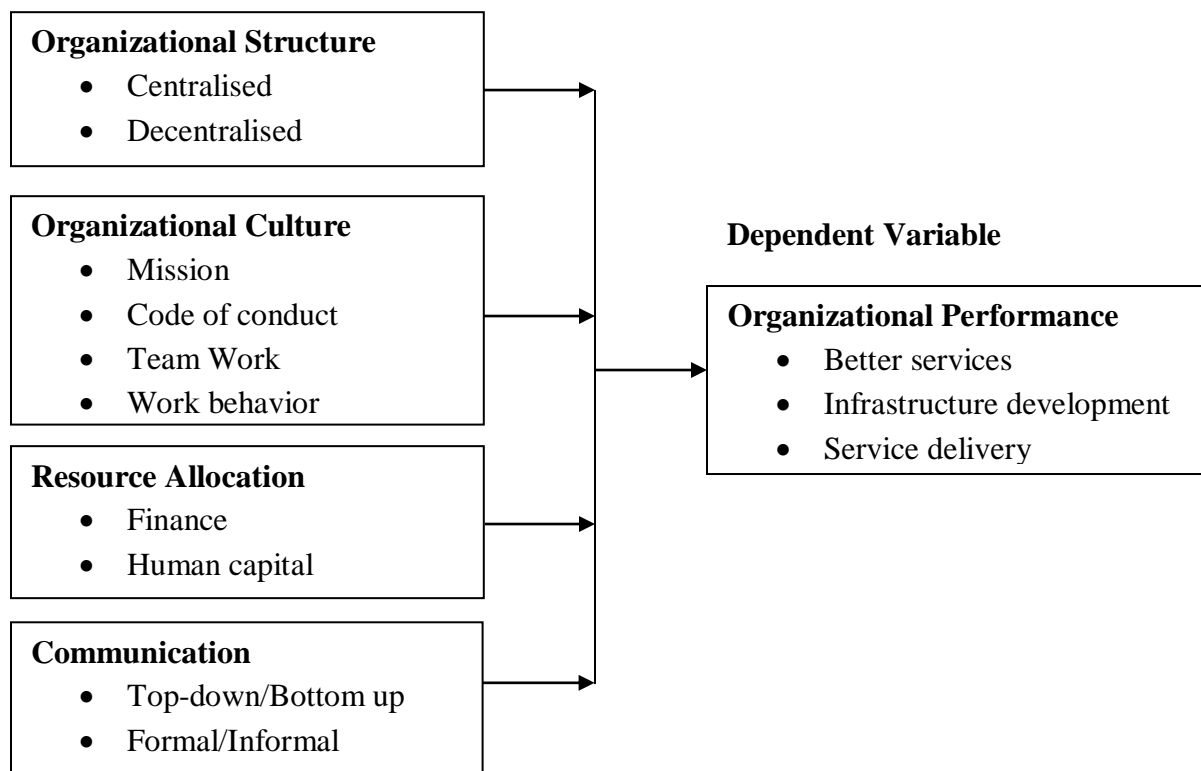 Organizational Structure
• Centralised
• Decentralised
Organizational Culture
• Mission
• Code of conduct
• Team Work
• Work behavior
Resource Allocation
• Finance
• Human capital
Communication
• Top-down/Bottom up
• Formal/Informal
Dependent Variable
Organizational Performance
• Better services
• Infrastructure development
• Service delivery